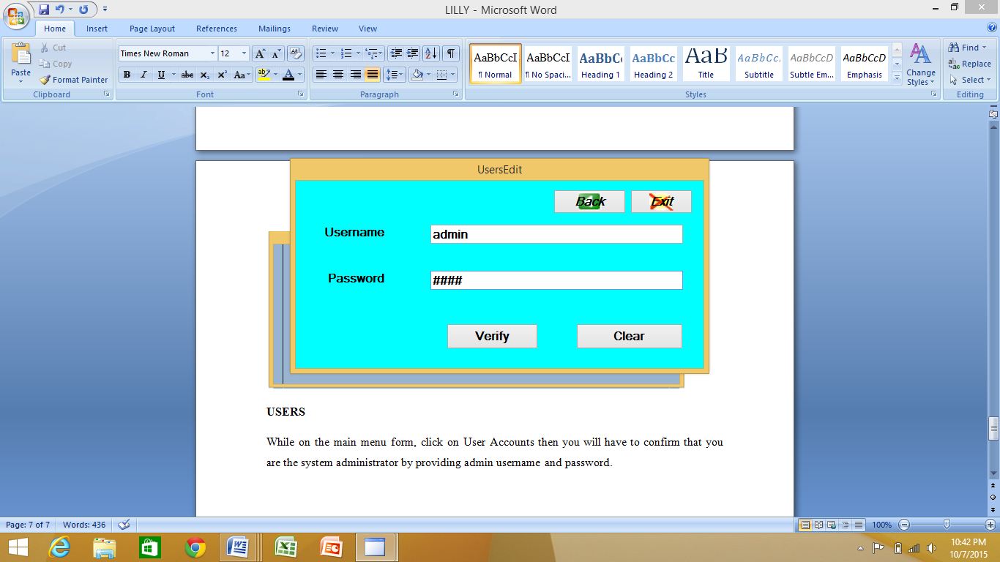 LILLY - Microsoft Word
Home Insert Page Layout References Mailings Review View
Paste
Cut
Copy
Format Painter
Clipboard
Times New Roman 12
B I U abc X₂ X² Aa
Font
Paragraph
AaBbCcI AaBbCcI AaBbC AaBbCc AaB AaBbCc. AaBbCcD AaBbCcD
¶ Normal ¶ No Spaci... Heading 1 Heading 2 Title Subtitle Subtle Em... Emphasis
Change
Styles
Styles
Find
Replace
Select
Editing
UsersEdit
Back Exit
Username admin
Password ####
Verify Clear
USERS
While on the main menu form, click on User Accounts then you will have to confirm that you
are the system administrator by providing admin username and password.
Page: 7 of 7 Words: 436 100%
10:42 PM
10/7/2015